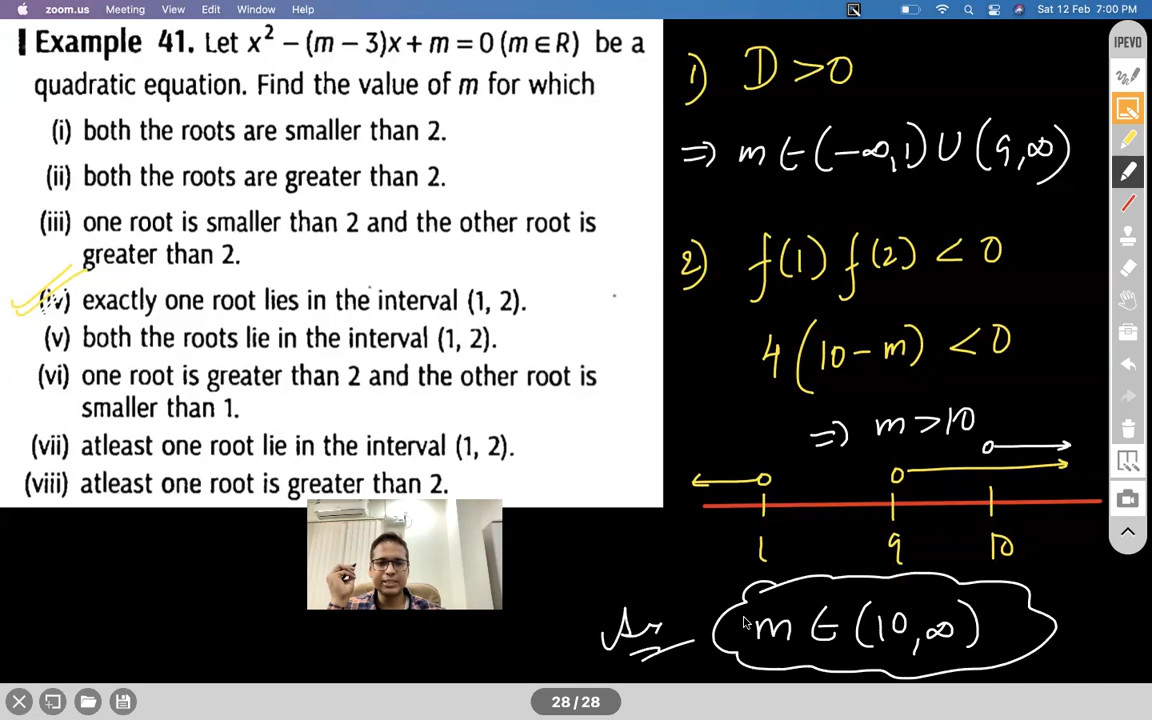 zoom.us Meeting View Edit Window Help Sat 12 Feb 7:00 PM
Example 41. Let x² − (m − 3)x + m = 0 (m ∈ R) be a
quadratic equation. Find the value of m for which
(i) both the roots are smaller than 2.
(ii) both the roots are greater than 2.
(iii) one root is smaller than 2 and the other root is
greater than 2.
(iv) exactly one root lies in the interval (1, 2).
(v) both the roots lie in the interval (1, 2).
(vi) one root is greater than 2 and the other root is
smaller than 1.
(vii) atleast one root lie in the interval (1, 2).
(viii) atleast one root is greater than 2.
1) D > 0
⇒ m ∈ (−∞, 1) ∪ (9, ∞)
2) f(1) f(2) < 0
4 (10 − m) < 0
⇒ m > 10
1 9 10
Ans m ∈ (10, ∞)
IPEVO
28 / 28